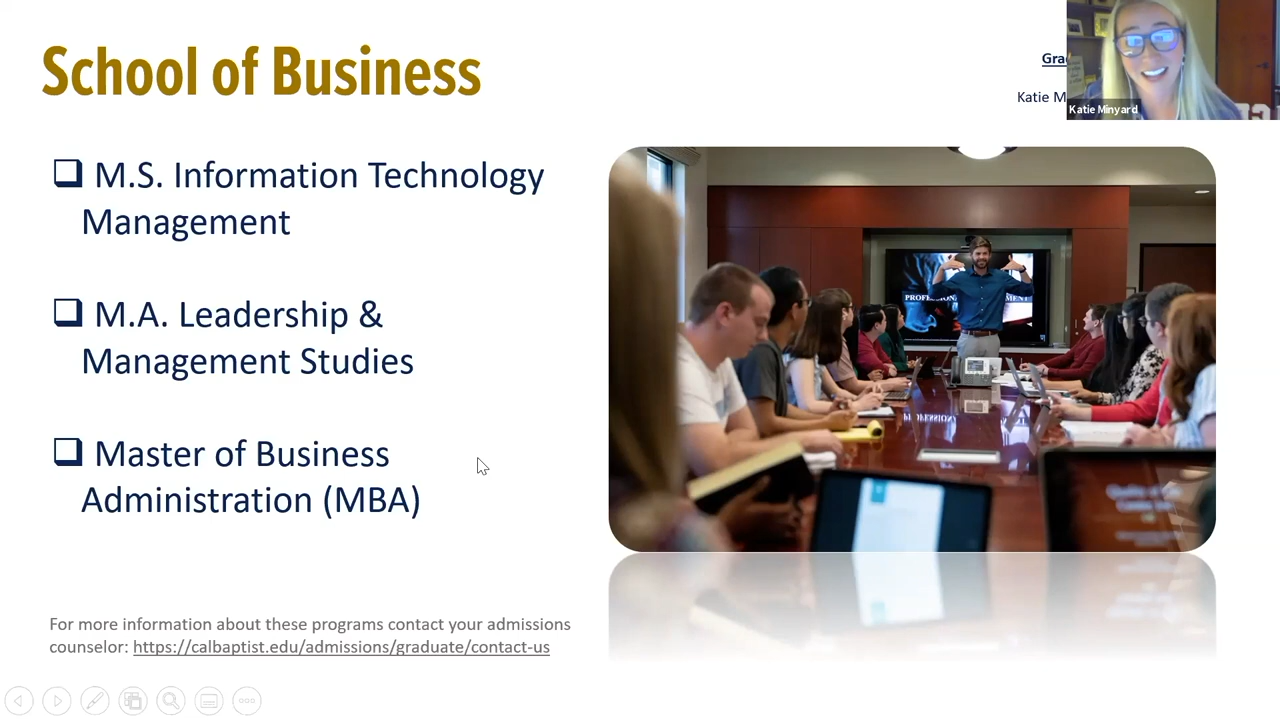 School of Business
Katie M
Katie Minyard
M.S. Information Technology
Management
M.A. Leadership &
Management Studies
Master of Business
Administration (MBA)
For more information about these programs contact your admissions
counselor: https://calbaptist.edu/admissions/graduate/contact-us